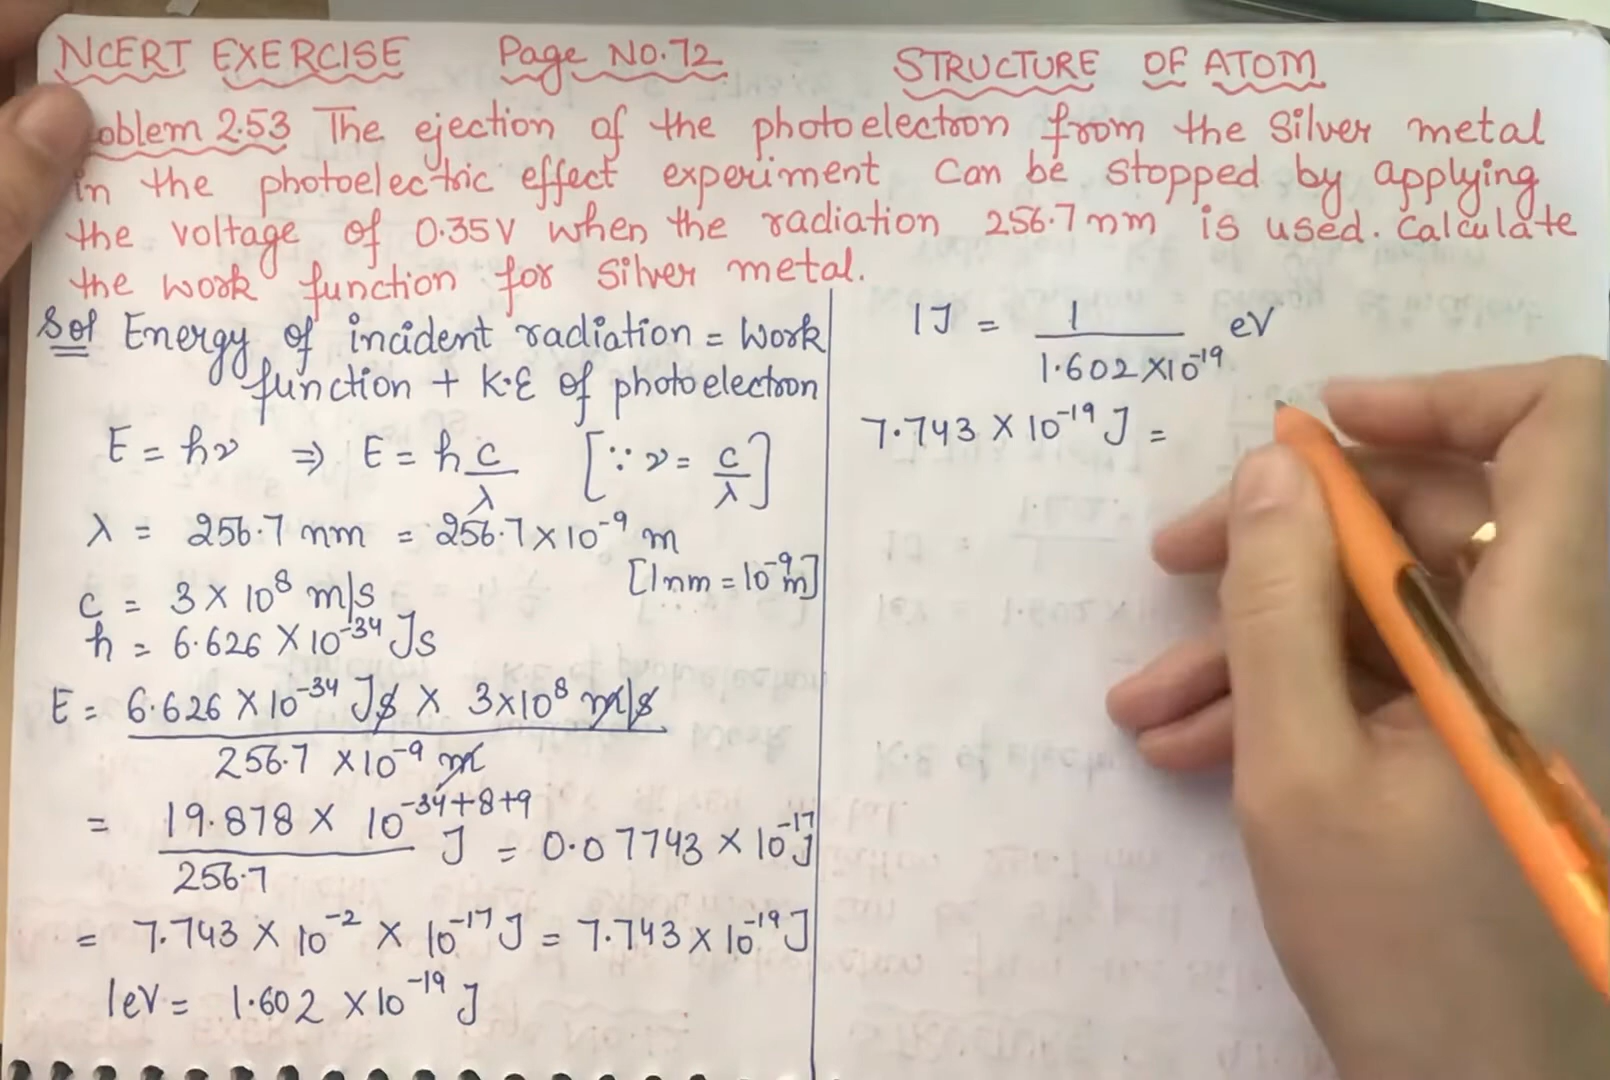 NCERT EXERCISE Page No.72 STRUCTURE OF ATOM
oblem 2.53 The ejection of the photoelectron from the silver metal
in the photoelectric effect experiment can be stopped by applying
the voltage of 0.35V when the radiation 256.7 nm is used. Calculate
the work function for silver metal.
Sol Energy of incident radiation = Work
function + K.E of photoelectron
E = hν ⇒ E = h c/λ [∵ ν = c/λ]
λ = 256.7 nm = 256.7 × 10⁻⁹ m
[1nm = 10⁻⁹ m]
c = 3 × 10⁸ m/s
h = 6.626 × 10⁻³⁴ Js
E = 6.626 × 10⁻³⁴ Js × 3×10⁸ m/s
256.7 × 10⁻⁹ m
= 19.878 × 10⁻³⁴⁺⁸⁺⁹ J = 0.07743 × 10⁻¹⁷ J
256.7
= 7.743 × 10⁻² × 10⁻¹⁷ J = 7.743 × 10⁻¹⁹ J
1eV = 1.602 × 10⁻¹⁹ J
1J = 1 eV
1.602 × 10⁻¹⁹
7.743 × 10⁻¹⁹ J =